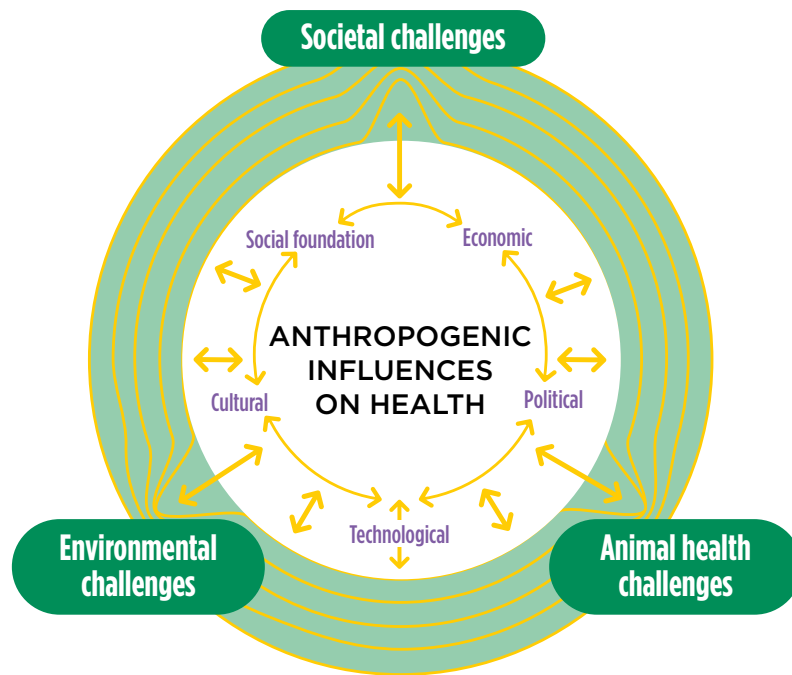 Societal challenges
Social foundation
Economic
ANTHROPOGENIC
INFLUENCES
ON HEALTH
Cultural
Political
Technological
Environmental
challenges
Animal health
challenges